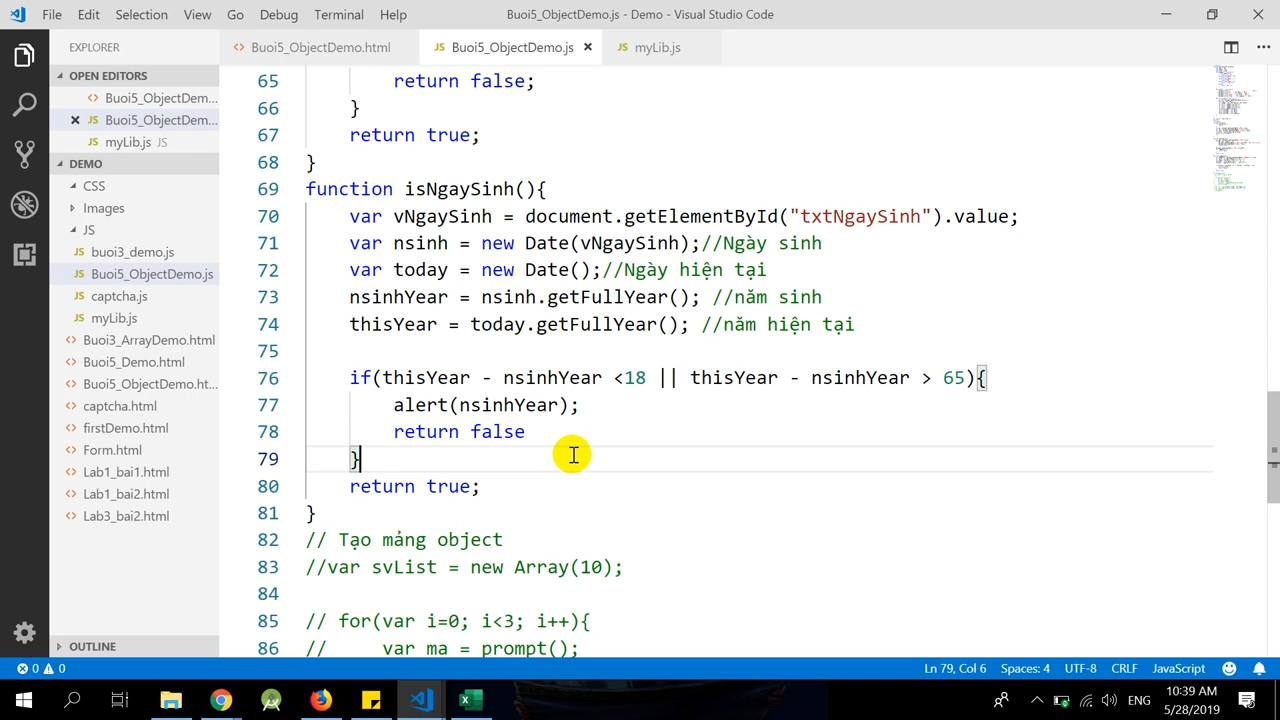 File Edit Selection View Go Debug Terminal Help
Buoi5_ObjectDemo.js - Demo - Visual Studio Code
EXPLORER
OPEN EDITORS
Buoi5_ObjectDem...
Buoi5_ObjectDemo...
myLib.js JS
DEMO
CSS
Images
JS
buoi3_demo.js
Buoi5_ObjectDemo.js
captcha.js
myLib.js
Buoi3_ArrayDemo.html
Buoi5_Demo.html
Buoi5_ObjectDemo.ht...
captcha.html
firstDemo.html
Form.html
Lab1_bai1.html
Lab1_bai2.html
Lab3_bai2.html
OUTLINE
Buoi5_ObjectDemo.html
JS Buoi5_ObjectDemo.js
JS myLib.js
65 return false;
66 }
67 return true;
68 }
69 function isNgaySinh(){
70 var vNgaySinh = document.getElementById("txtNgaySinh").value;
71 var nsinh = new Date(vNgaySinh);//Ngày sinh
72 var today = new Date();//Ngày hiện tại
73 nsinhYear = nsinh.getFullYear(); //năm sinh
74 thisYear = today.getFullYear(); //năm hiện tại
75
76 if(thisYear - nsinhYear <18 || thisYear - nsinhYear > 65){
77 alert(nsinhYear);
78 return false
79 }
80 return true;
81 }
82 // Tạo mảng object
83 //var svList = new Array(10);
84
85 // for(var i=0; i<3; i++){
86 // var ma = prompt();
0 0
Ln 79, Col 6 Spaces: 4 UTF-8 CRLF JavaScript
ENG
10:39 AM
5/28/2019